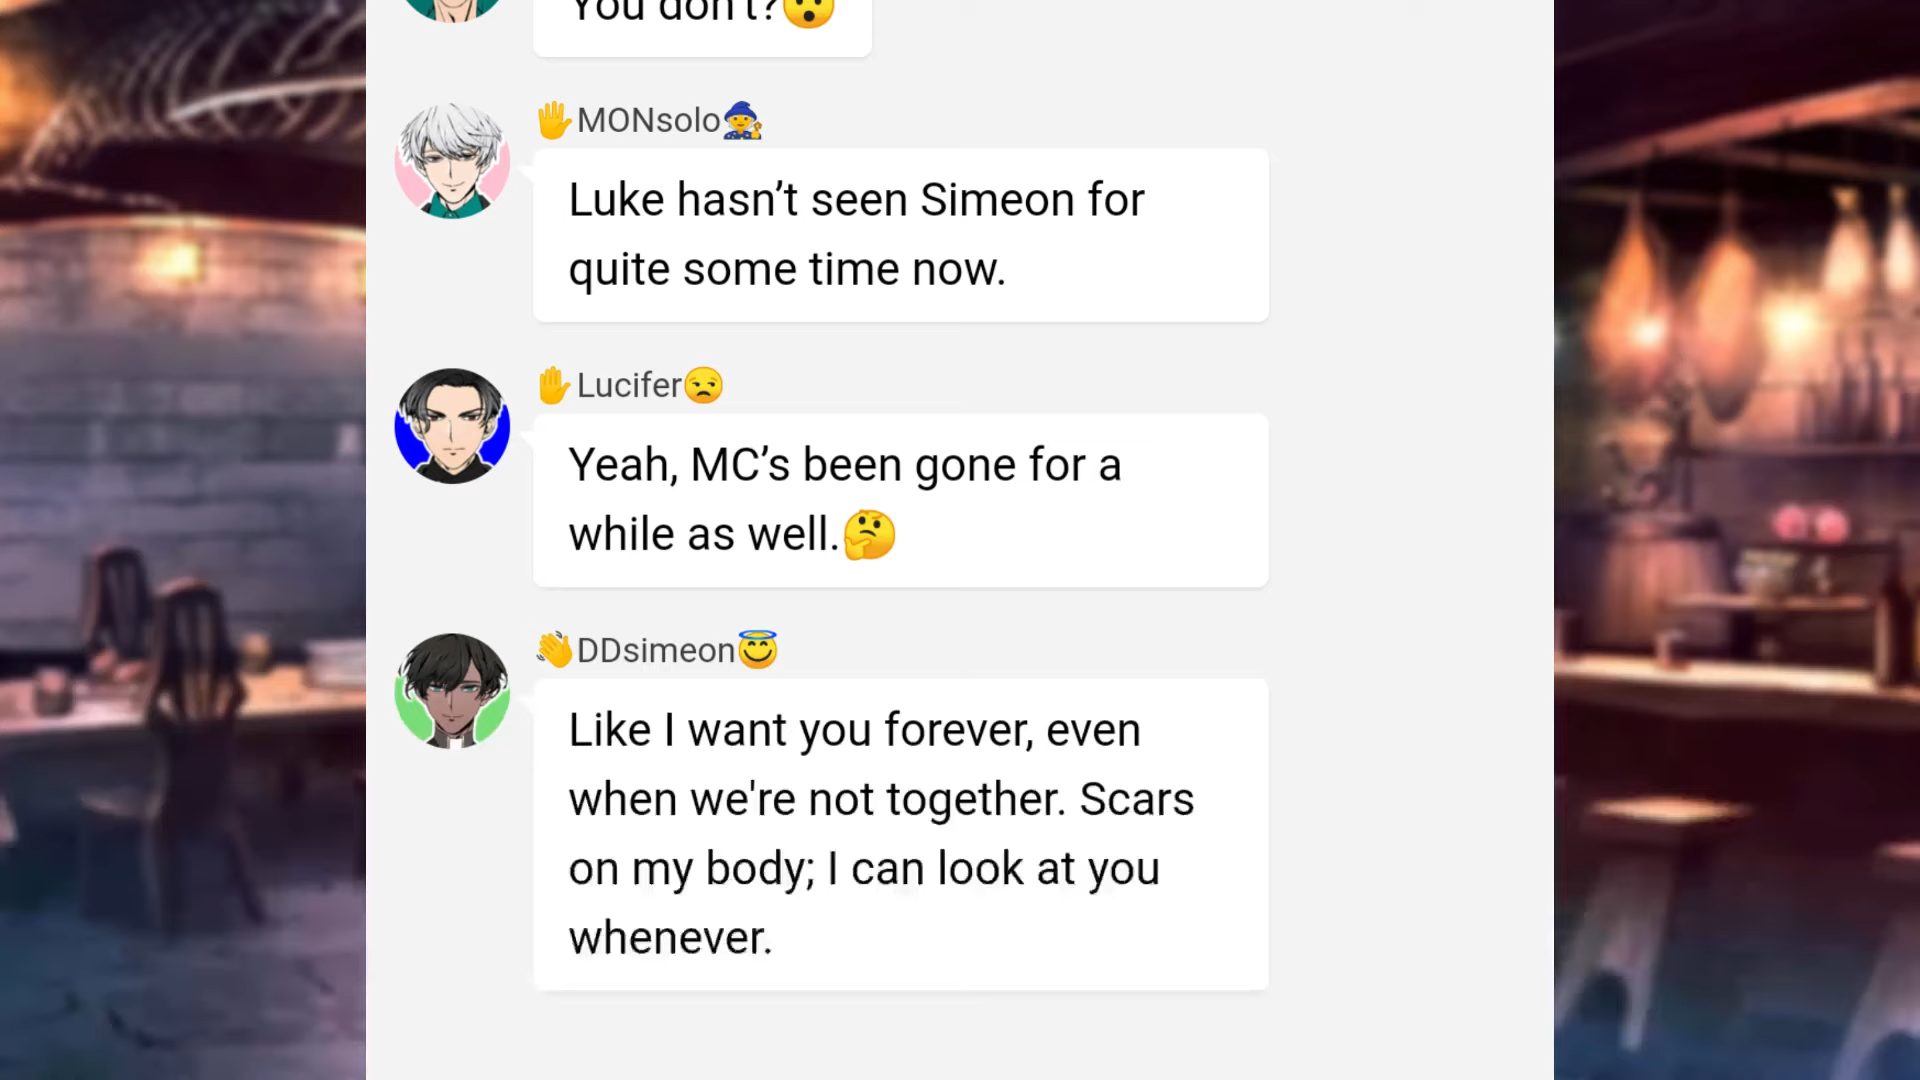 You don't?😮
🖐MONsolo🧙
Luke hasn’t seen Simeon for
quite some time now.
✋Lucifer😒
Yeah, MC’s been gone for a
while as well.🤔
👋DDsimeon😇
Like I want you forever, even
when we're not together. Scars
on my body; I can look at you
whenever.